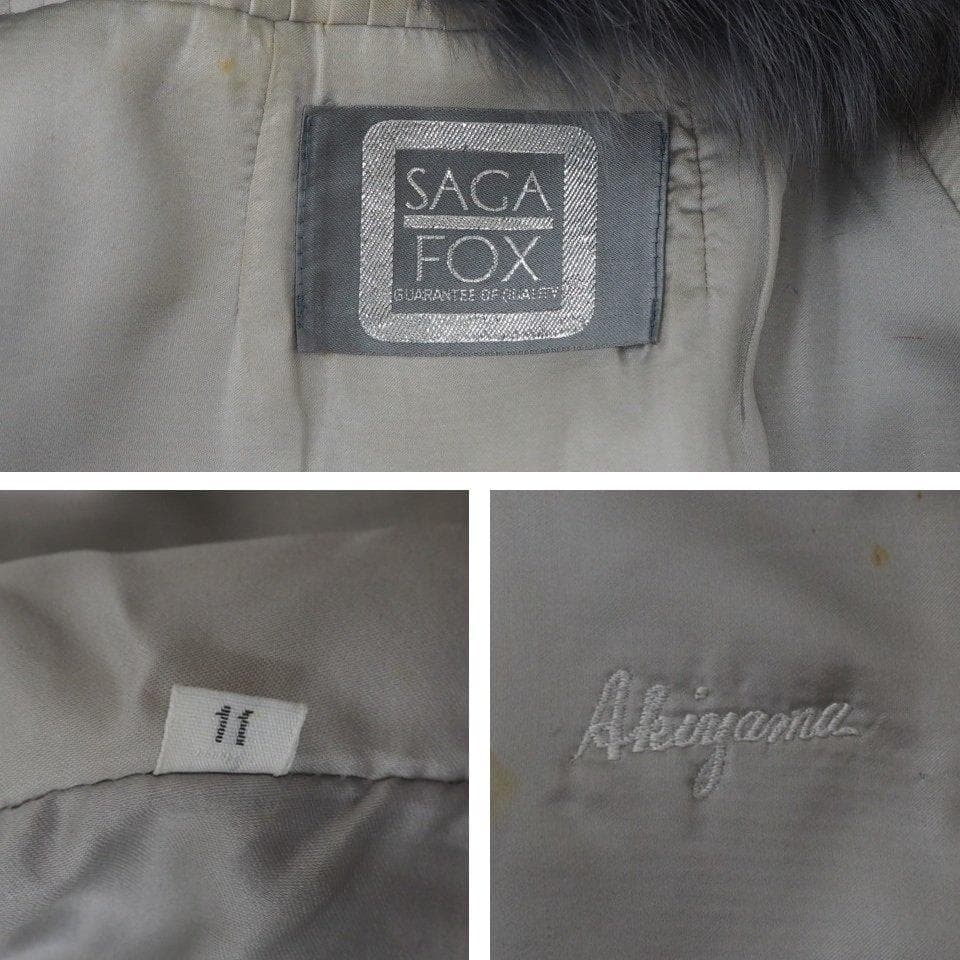 SAGA
FOX
GUARANTEE OF QUALITY
11
Akiyama